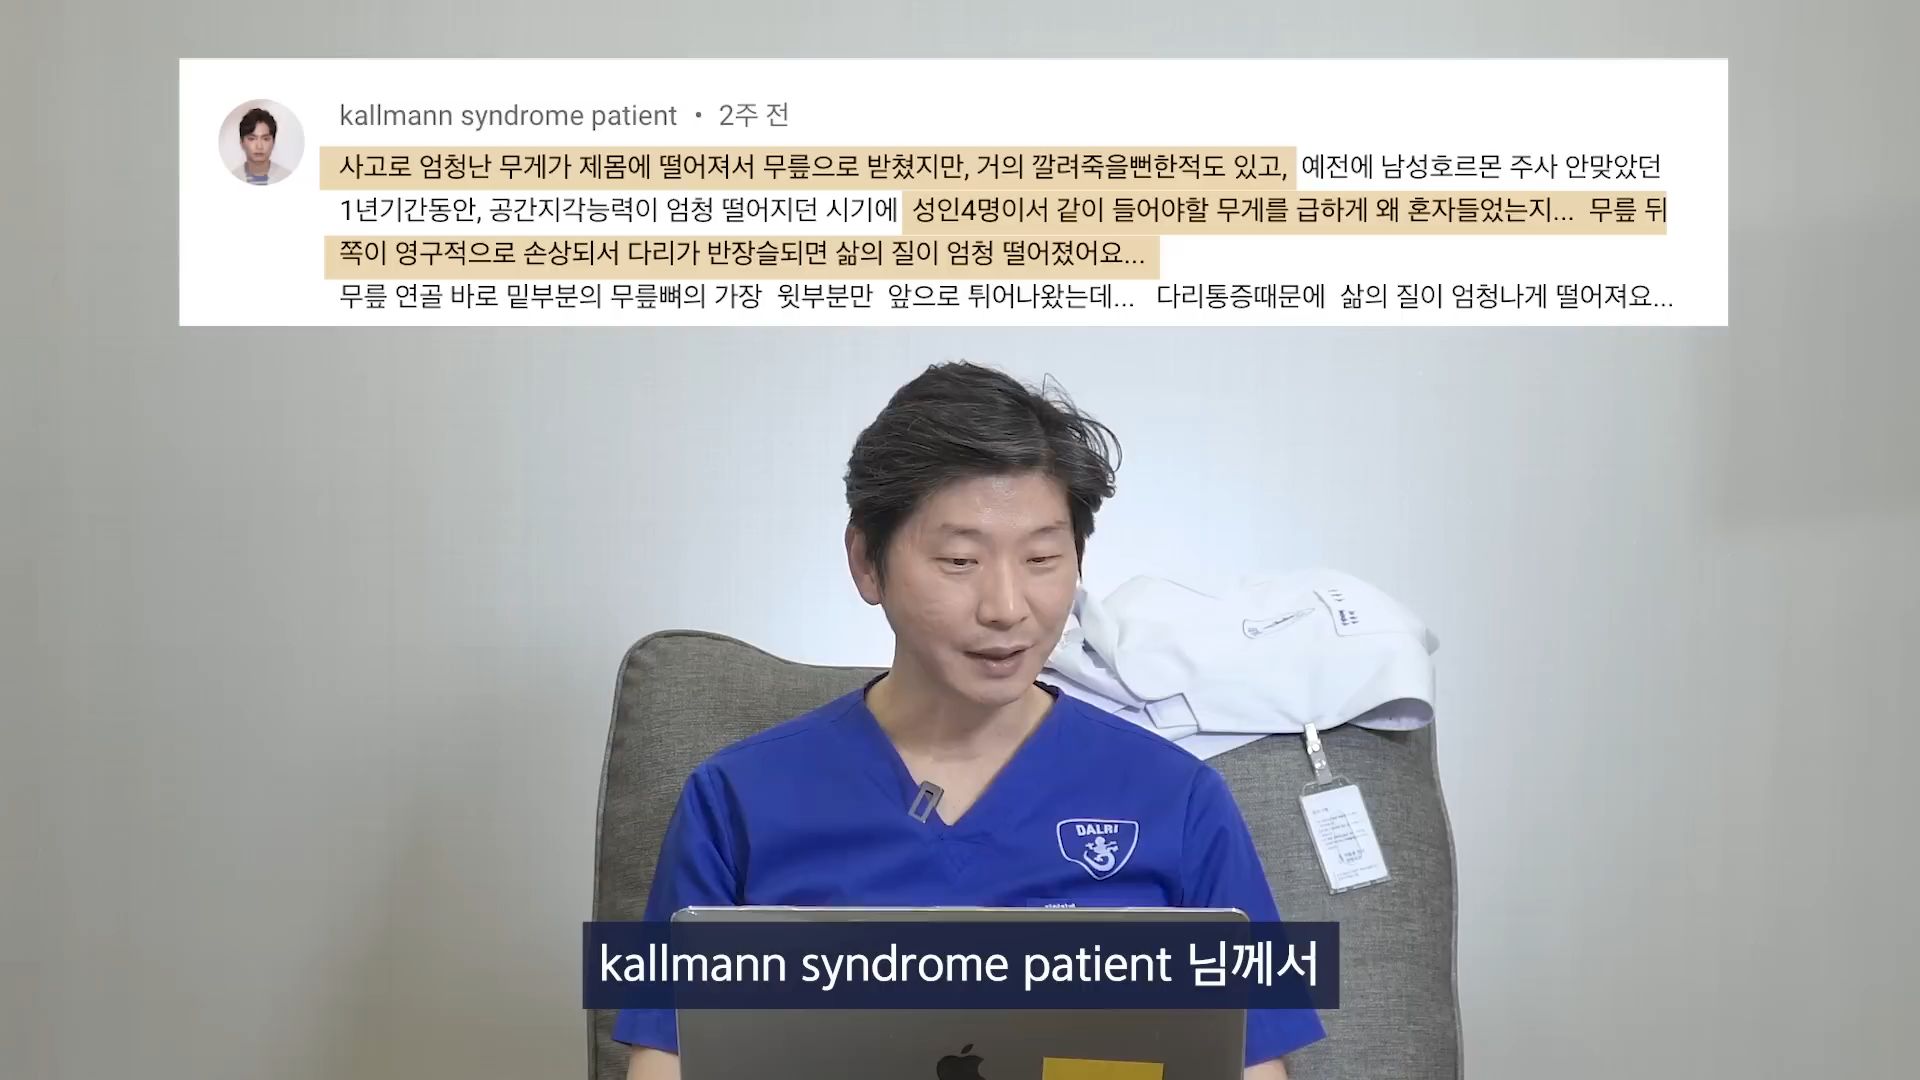 kallmann syndrome patient • 2주 전
사고로 엄청난 무게가 제몸에 떨어져서 무릎으로 받쳤지만, 거의 깔려죽을뻔한적도 있고, 예전에 남성호르몬 주사 안맞았던
1년기간동안, 공간지각능력이 엄청 떨어지던 시기에 성인4명이서 같이 들어야할 무게를 급하게 왜 혼자들었는지... 무릎 뒤
쪽이 영구적으로 손상되서 다리가 반장슬되면 삶의 질이 엄청 떨어졌어요...
무릎 연골 바로 밑부분의 무릎뼈의 가장 윗부분만 앞으로 튀어나왔는데... 다리통증때문에 삶의 질이 엄청나게 떨어져요...
DALRI
kallmann syndrome patient 님께서